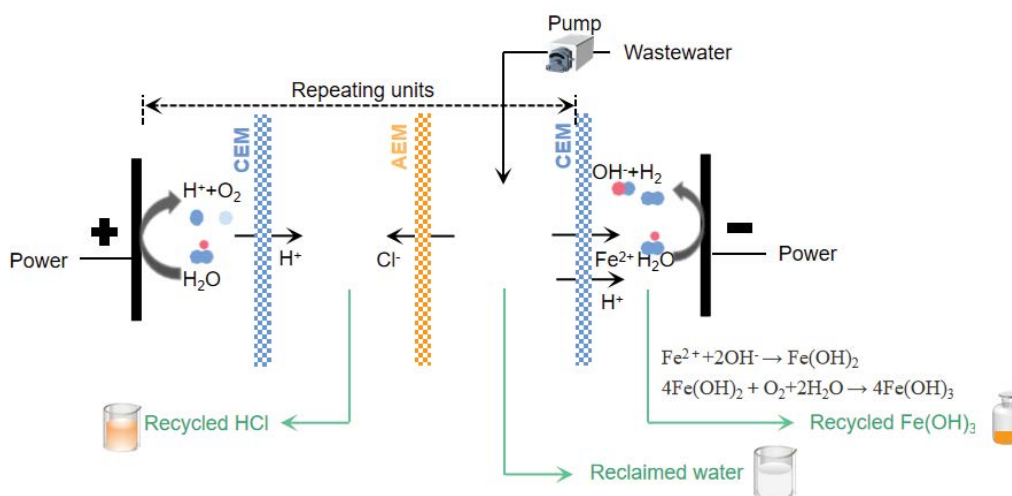 Pump
Wastewater
Repeating units
CEM
AEM
CEM
H⁺+O₂
OH⁻+H₂
+
-
Power
H₂O
H⁺
Cl⁻
Fe²⁺
H₂O
Power
H⁺
Fe²⁺+2OH⁻→Fe(OH)₂
4Fe(OH)₂+O₂+2H₂O→4Fe(OH)₃
Recycled HCl
Recycled Fe(OH)₃
Reclaimed water